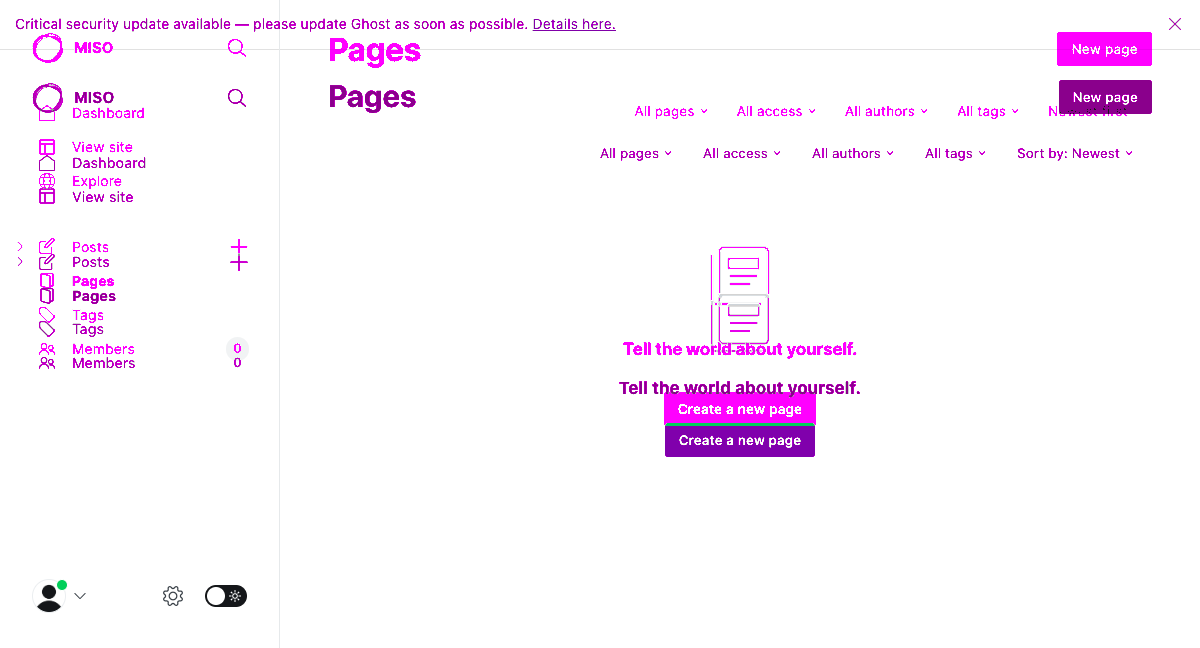 Critical security update available — please update Ghost as soon as possible. Details here.
MISO
Pages
New page
MISO
Pages
New page
Dashboard
All pages
All access
All authors
All tags
Newest first
View site
Dashboard
All pages
All access
All authors
All tags
Sort by: Newest
Explore
View site
Posts
Posts
Pages
Pages
Tags
Tags
Members 0
Members 0
Tell the world about yourself.
Tell the world about yourself.
Create a new page
Create a new page